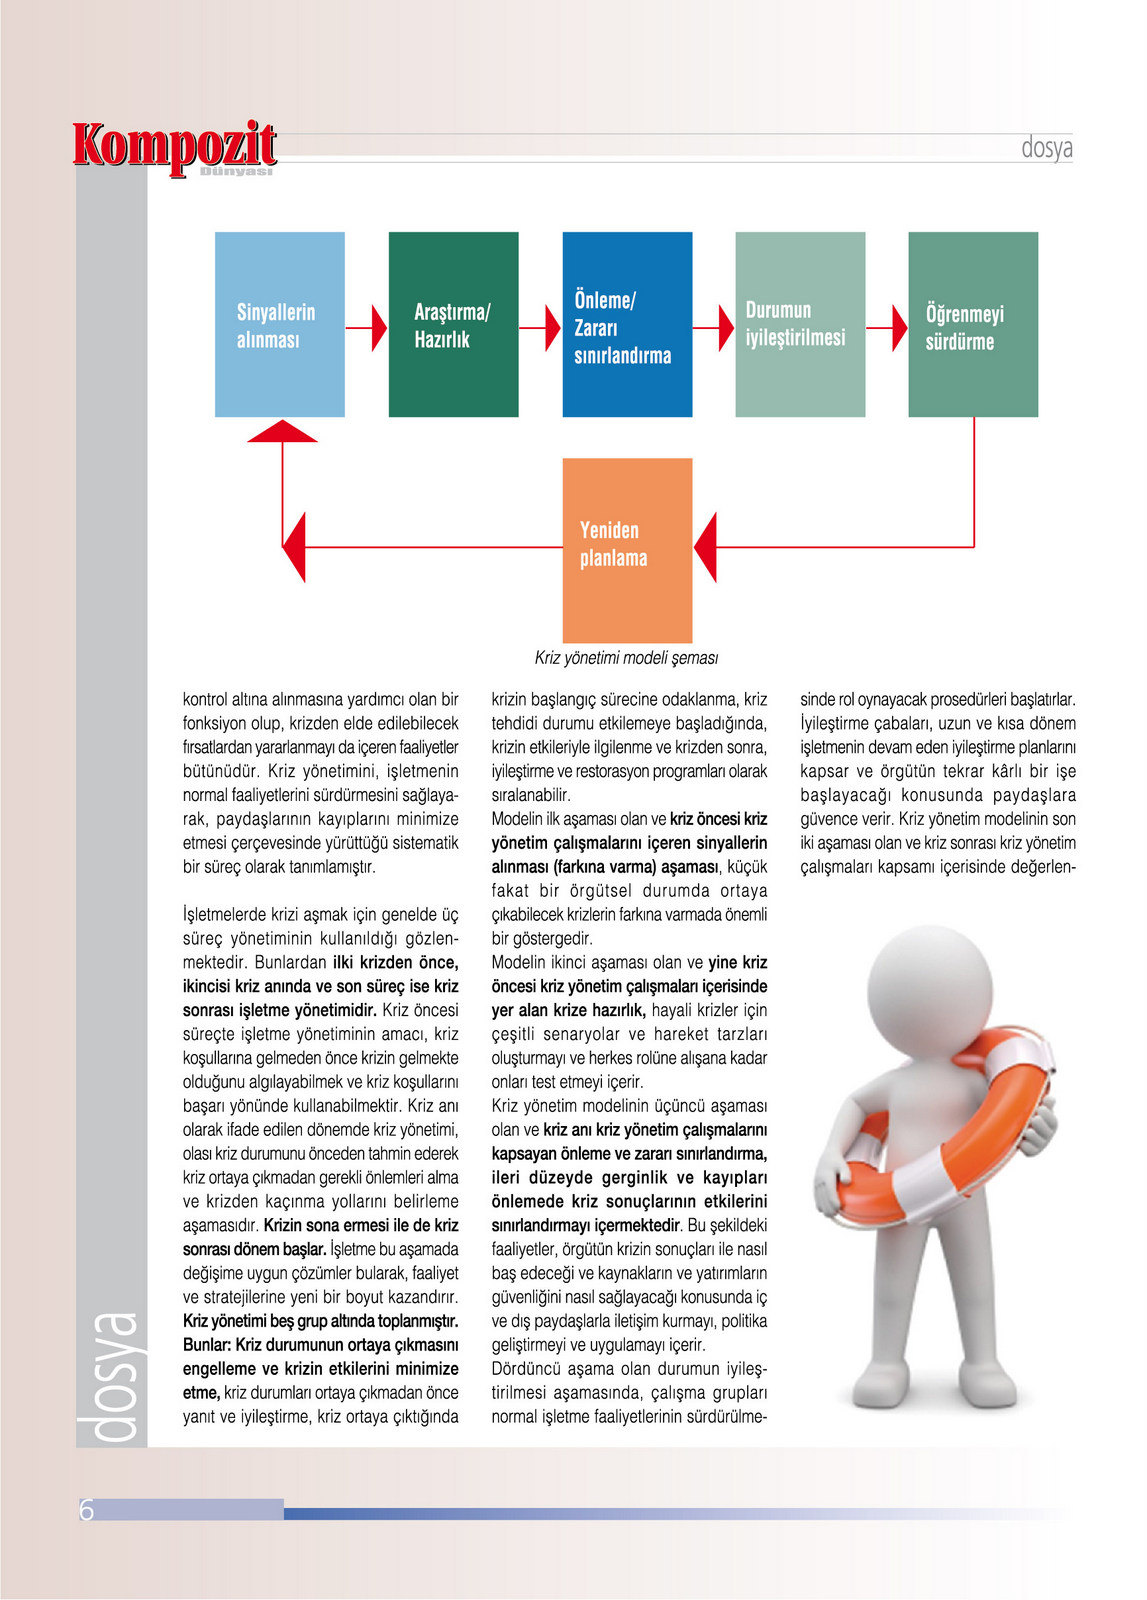 Kompozit
Dünyası
dosya
Sinyallerin
alınması
Araştırma/
Hazırlık
Önleme/
Zararı
sınırlandırma
Durumun
iyileştirilmesi
Öğrenmeyi
sürdürme
Yeniden
planlama
Kriz yönetimi modeli şeması
kontrol altına alınmasına yardımcı olan bir
fonksiyon olup, krizden elde edilebilecek
fırsatlardan yararlanmayı da içeren faaliyetler
bütünüdür. Kriz yönetimini, işletmenin
normal faaliyetlerini sürdürmesini sağlaya-
rak, paydaşlarının kayıplarını minimize
etmesi çerçevesinde yürüttüğü sistematik
bir süreç olarak tanımlamıştır.
İşletmelerde krizi aşmak için genelde üç
süreç yönetiminin kullanıldığı gözlen-
mektedir. Bunlardan ilki krizden önce,
ikincisi kriz anında ve son süreç ise kriz
sonrası işletme yönetimidir. Kriz öncesi
süreçte işletme yönetiminin amacı, kriz
koşullarına gelmeden önce krizin gelmekte
olduğunu algılayabilmek ve kriz koşullarını
başarı yönünde kullanabilmektir. Kriz anı
olarak ifade edilen dönemde kriz yönetimi,
olası kriz durumunu önceden tahmin ederek
kriz ortaya çıkmadan gerekli önlemleri alma
ve krizden kaçınma yollarını belirleme
aşamasıdır. Krizin sona ermesi ile de kriz
sonrası dönem başlar. İşletme bu aşamada
değişime uygun çözümler bularak, faaliyet
ve stratejilerine yeni bir boyut kazandırır.
Kriz yönetimi beş grup altında toplanmıştır.
Bunlar: Kriz durumunun ortaya çıkmasını
engelleme ve krizin etkilerini minimize
etme, kriz durumları ortaya çıkmadan önce
yanıt ve iyileştirme, kriz ortaya çıktığında
krizin başlangıç sürecine odaklanma, kriz
tehdidi durumu etkilemeye başladığında,
krizin etkileriyle ilgilenme ve krizden sonra,
iyileştirme ve restorasyon programları olarak
sıralanabilir.
Modelin ilk aşaması olan ve kriz öncesi kriz
yönetim çalışmalarını içeren sinyallerin
alınması (farkına varma) aşaması, küçük
fakat bir örgütsel durumda ortaya
çıkabilecek krizlerin farkına varmada önemli
bir göstergedir.
Modelin ikinci aşaması olan ve yine kriz
öncesi kriz yönetim çalışmaları içerisinde
yer alan krize hazırlık, hayali krizler için
çeşitli senaryolar ve hareket tarzları
oluşturmayı ve herkes rolüne alışana kadar
onları test etmeyi içerir.
Kriz yönetim modelinin üçüncü aşaması
olan ve kriz anı kriz yönetim çalışmalarını
kapsayan önleme ve zararı sınırlandırma,
ileri düzeyde gerginlik ve kayıpları
önlemede kriz sonuçlarının etkilerini
sınırlandırmayı içermektedir. Bu şekildeki
faaliyetler, örgütün krizin sonuçları ile nasıl
baş edeceği ve kaynakların ve yatırımların
güvenliğini nasıl sağlayacağı konusunda iç
ve dış paydaşlarla iletişim kurmayı, politika
geliştirmeyi ve uygulamayı içerir.
Dördüncü aşama olan durumun iyileş-
tirilmesi aşamasında, çalışma grupları
normal işletme faaliyetlerinin sürdürülme-
sinde rol oynayacak prosedürleri başlatırlar.
İyileştirme çabaları, uzun ve kısa dönem
işletmenin devam eden iyileştirme planlarını
kapsar ve örgütün tekrar kârlı bir işe
başlayacağı konusunda paydaşlara
güvence verir. Kriz yönetim modelinin son
iki aşaması olan ve kriz sonrası kriz yönetim
çalışmaları kapsamı içerisinde değerlen-
dosya
6